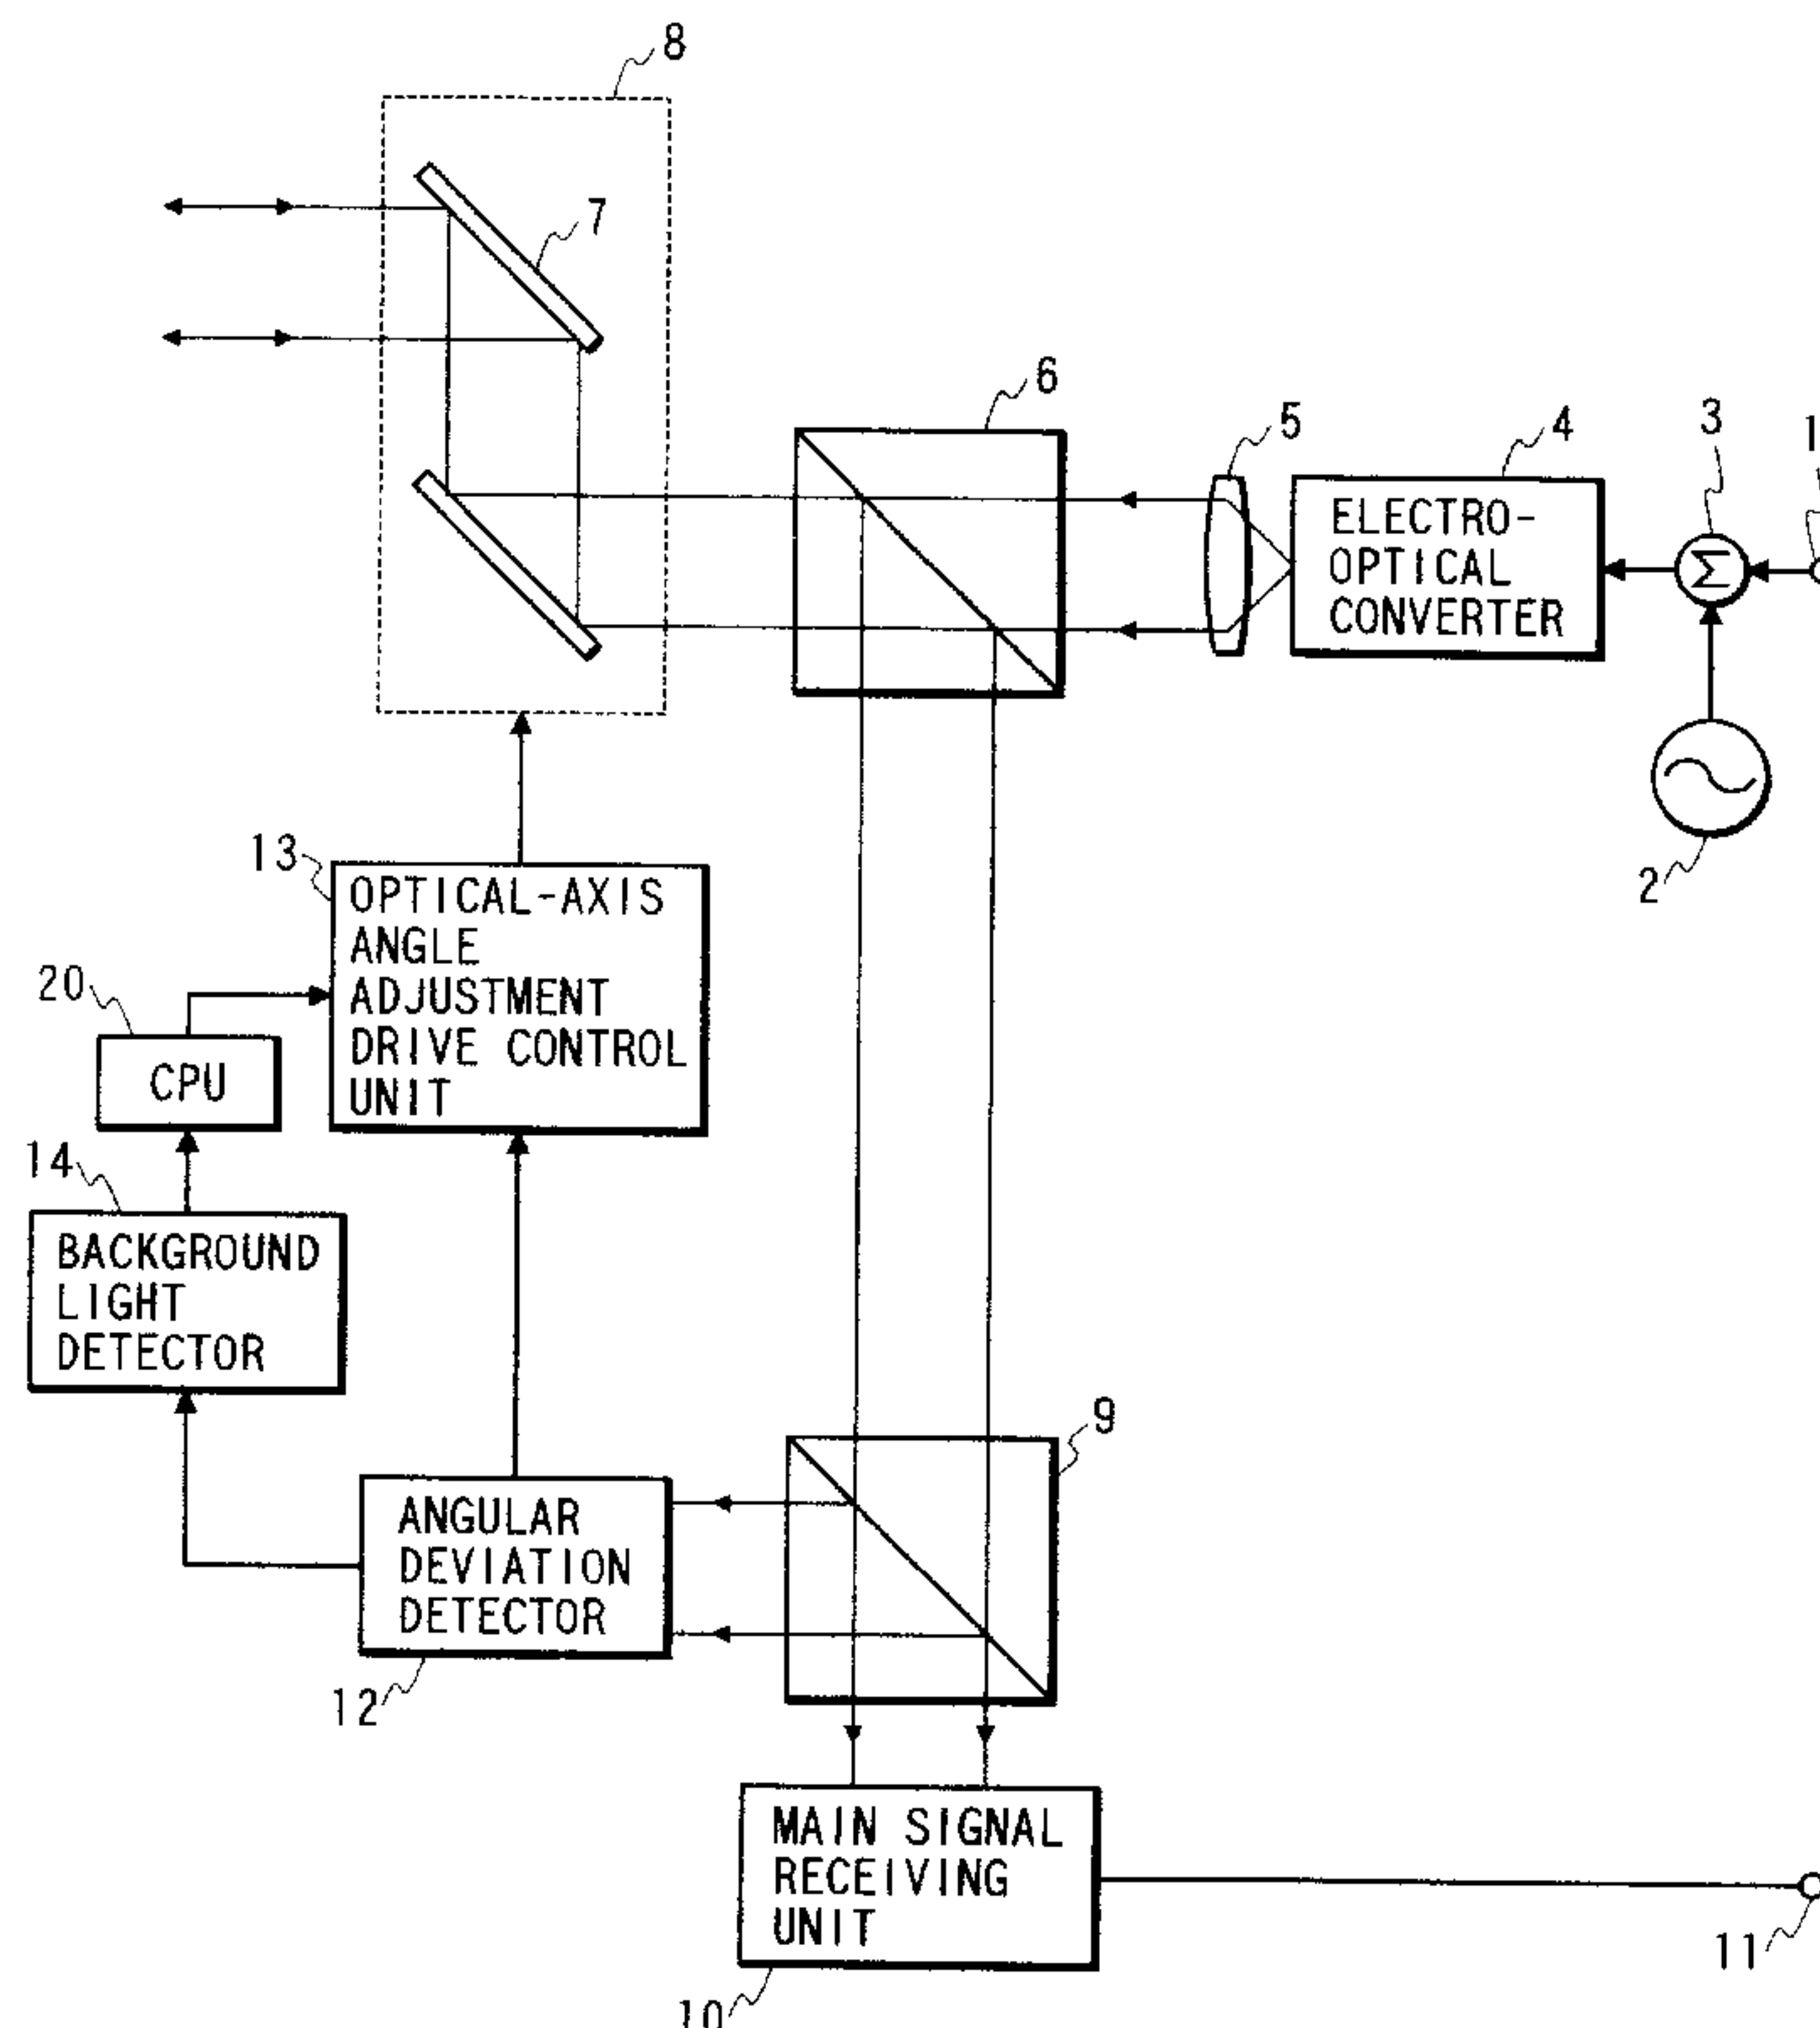 8
7
6
5
4
3
1
ELECTRO-
OPTICAL
CONVERTER
Σ
2
13
OPTICAL-AXIS
ANGLE
ADJUSTMENT
DRIVE CONTROL
UNIT
20
CPU
14
BACKGROUND
LIGHT
DETECTOR
9
ANGULAR
DEVIATION
DETECTOR
12
MAIN SIGNAL
RECEIVING
UNIT
11
10